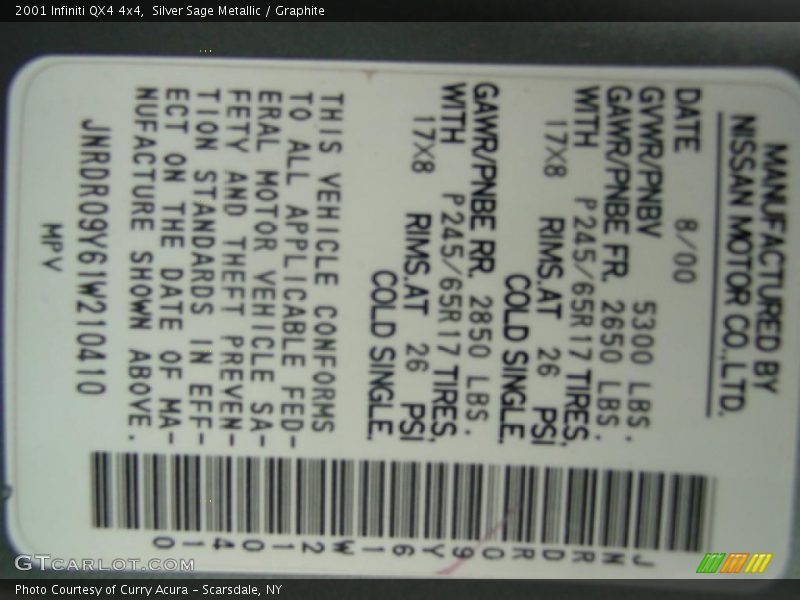 2001 Infiniti QX4 4x4,  Silver Sage Metallic / Graphite
MANUFACTURED BY
NISSAN MOTOR CO.,LTD.
DATE 8/00
GVWR/PNBV 5300 LBS.
GAWR/PNBE FR. 2650 LBS.
WITH P245/65R17 TIRES,
17X8 RIMS,AT 26 PSI
COLD SINGLE.
GAWR/PNBE RR. 2850 LBS.
WITH P245/65R17 TIRES,
17X8 RIMS,AT 26 PSI
COLD SINGLE.
THIS VEHICLE CONFORMS
TO ALL APPLICABLE FED-
ERAL MOTOR VEHICLE SA-
FETY AND THEFT PREVEN-
TION STANDARDS IN EFF-
ECT ON THE DATE OF MA-
NUFACTURE SHOWN ABOVE.
JNRDR09Y61W210410
MPV
JNRDR09Y61W210410
GTcarlot.com
Photo Courtesy of Curry Acura - Scarsdale, NY